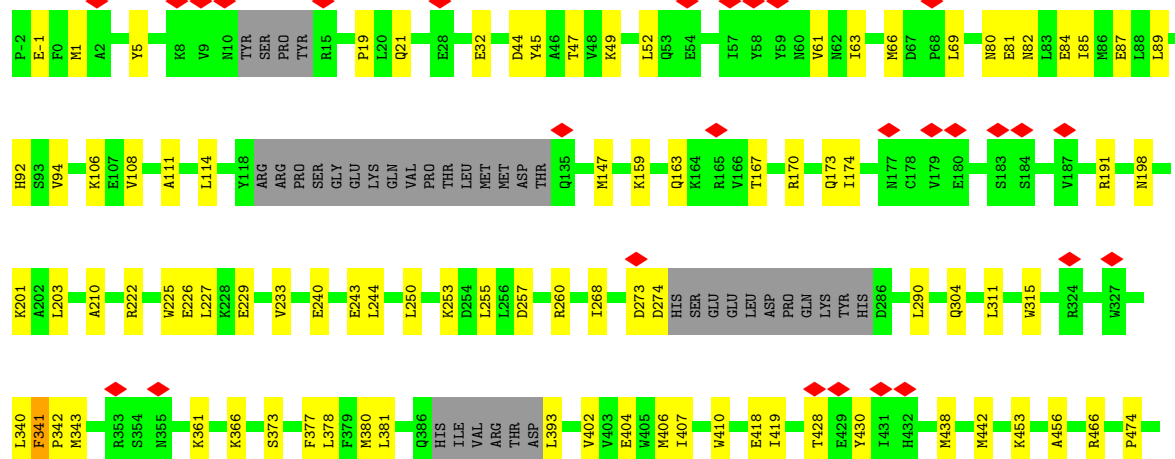 P-2 E-1 F0 M1 A2 Y5 K8 V9 N10 TYR SER PRO TYR R15 P19 L20 Q21 E28 E32 D44 Y45 A46 T47 V48 K49 L52 Q53 E54 I57 Y58 Y59 N60 V61 N62 I63 M66 D67 P68 L69 N80 E81 N82 L83 E84 I85 M86 E87 L88 L89
H92 S93 V94 K106 E107 V108 A111 L114 Y118 ARG ARG PRO SER GLY GLU LYS GLN VAL PRO THR LEU MET MET ASP THR Q135 M147 K159 Q163 K164 R165 V166 T167 R170 Q173 I174 N177 C178 V179 E180 S183 S184 V187 R191 N198
K201 A202 L203 A210 R222 W225 E226 L227 K228 E229 V233 E240 E243 L244 L250 K253 D254 L255 L256 D257 R260 I268 D273 D274 HIS SER GLU GLU LEU ASP PRO GLN LYS TYR HIS D286 L290 Q304 L311 W315 R324 W327
L340 F341 P342 M343 R353 S354 N355 K361 K366 S373 F377 L378 F379 M380 L381 Q386 HIS ILE VAL ARG THR ASP L393 V402 V403 E404 W405 M406 I407 W410 E418 I419 T428 E429 Y430 I431 H432 M438 M442 K453 A456 R466 P474